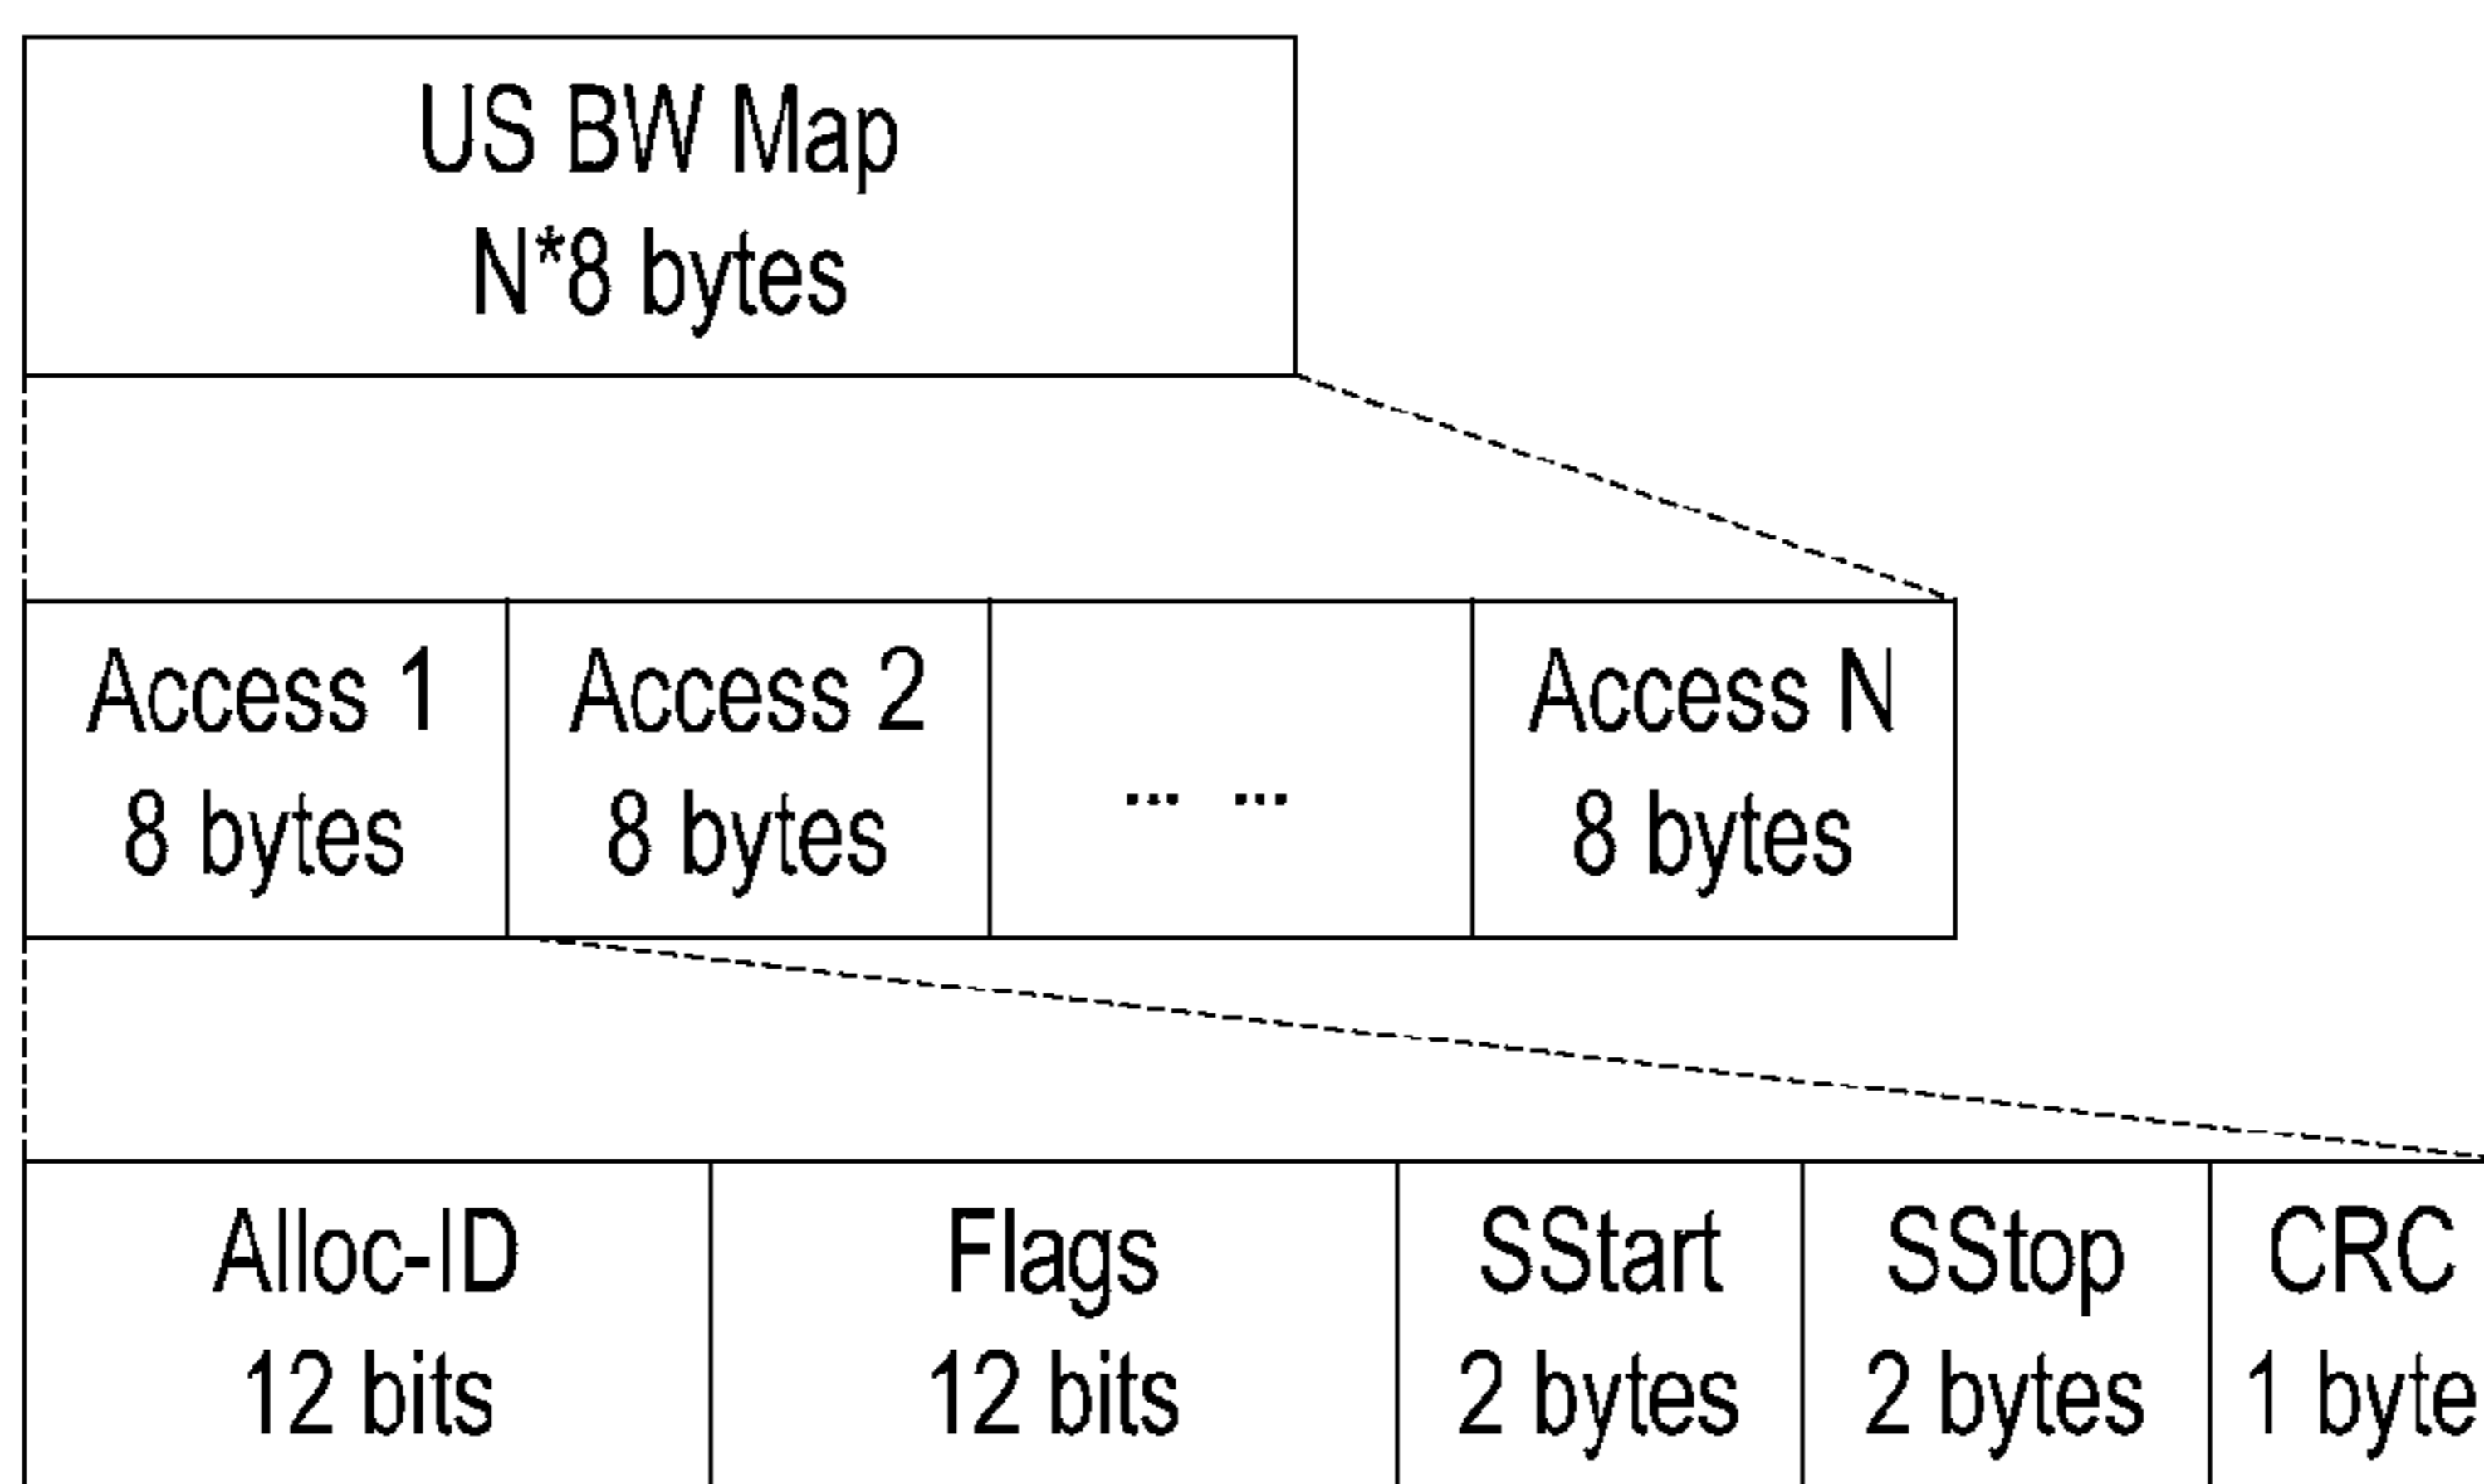 US BW Map
N*8 bytes
Access 1 Access 2 ... ... Access N
8 bytes 8 bytes 8 bytes
Alloc-ID Flags SStart SStop CRC
12 bits 12 bits 2 bytes 2 bytes 1 byte